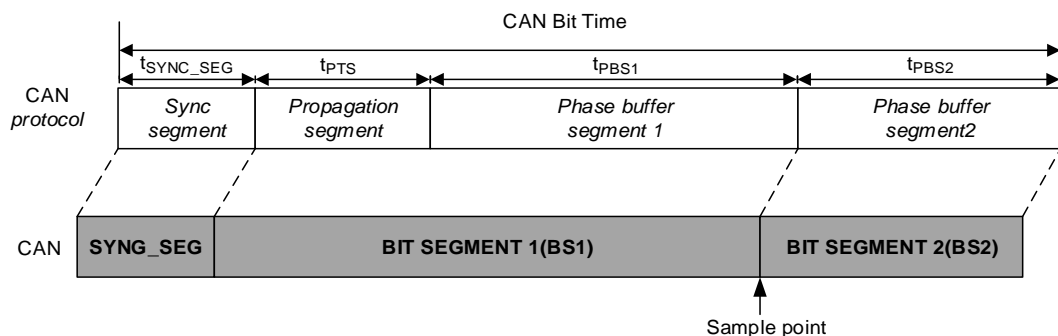 CAN Bit Time
tSYNC_SEG tPTS tPBS1 tPBS2
CAN
protocol
Sync
segment
Propagation
segment
Phase buffer
segment 1
Phase buffer
segment2
CAN
SYNG_SEG
BIT SEGMENT 1(BS1)
BIT SEGMENT 2(BS2)
Sample point